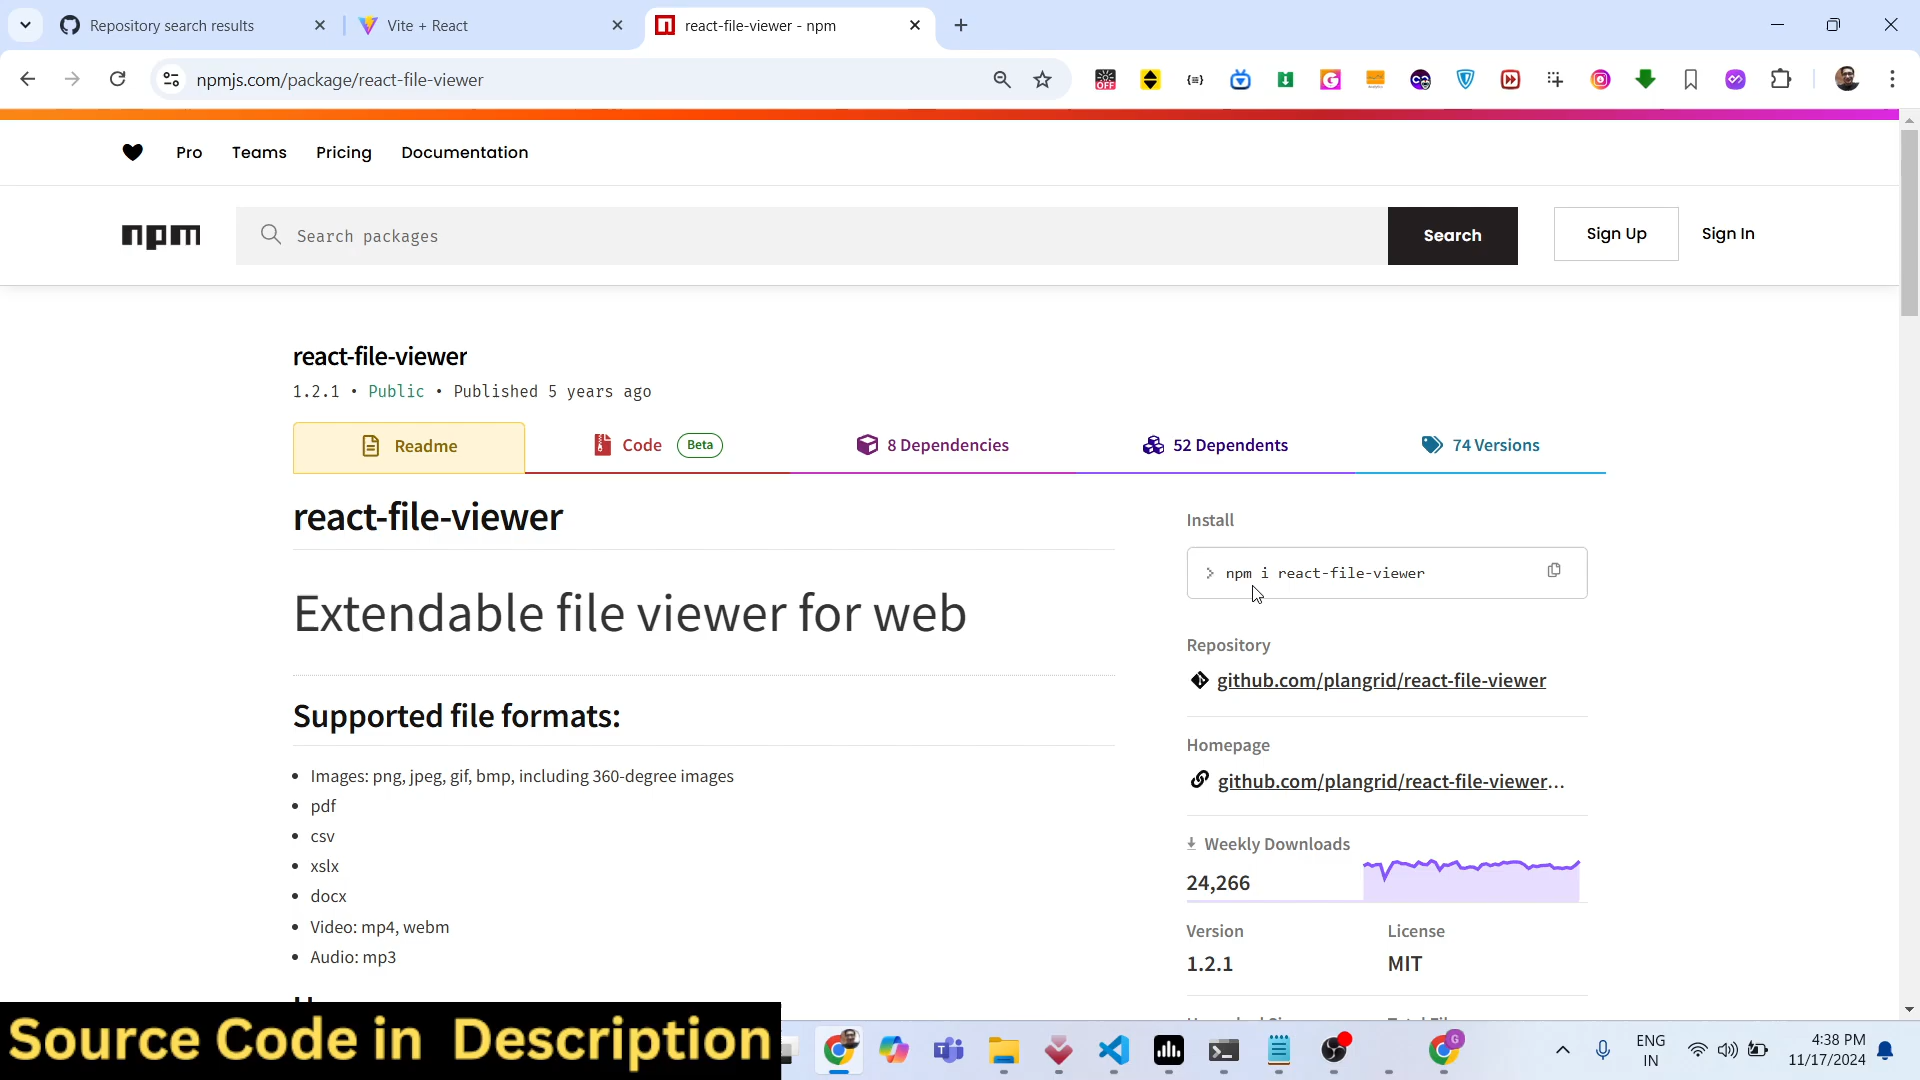 Repository search results
Vite + React
react-file-viewer - npm
npmjs.com/package/react-file-viewer
OFF
Pro
Teams
Pricing
Documentation
npm
Search packages
Search
Sign Up
Sign In
react-file-viewer
1.2.1 • Public • Published 5 years ago
Readme
Code Beta
8 Dependencies
52 Dependents
74 Versions
react-file-viewer
Extendable file viewer for web
Supported file formats:
• Images: png, jpeg, gif, bmp, including 360-degree images
• pdf
• csv
• xslx
• docx
• Video: mp4, webm
• Audio: mp3
Install
> npm i react-file-viewer
Repository
github.com/plangrid/react-file-viewer
Homepage
github.com/plangrid/react-file-viewer...
Weekly Downloads
24,266
Version
1.2.1
License
MIT
Source Code in Description
ENG
IN
4:38 PM
11/17/2024